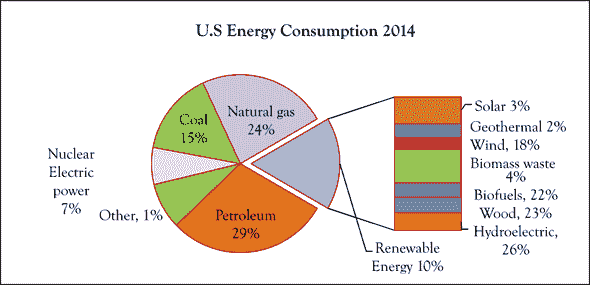 U.S Energy Consumption 2014
Natural gas
24%
Coal
15%
Nuclear
Electric
power
7%
Other, 1%
Petroleum
29%
Renewable
Energy 10%
Solar 3%
Geothermal 2%
Wind, 18%
Biomass waste
4%
Biofuels, 22%
Wood, 23%
Hydroelectric,
26%